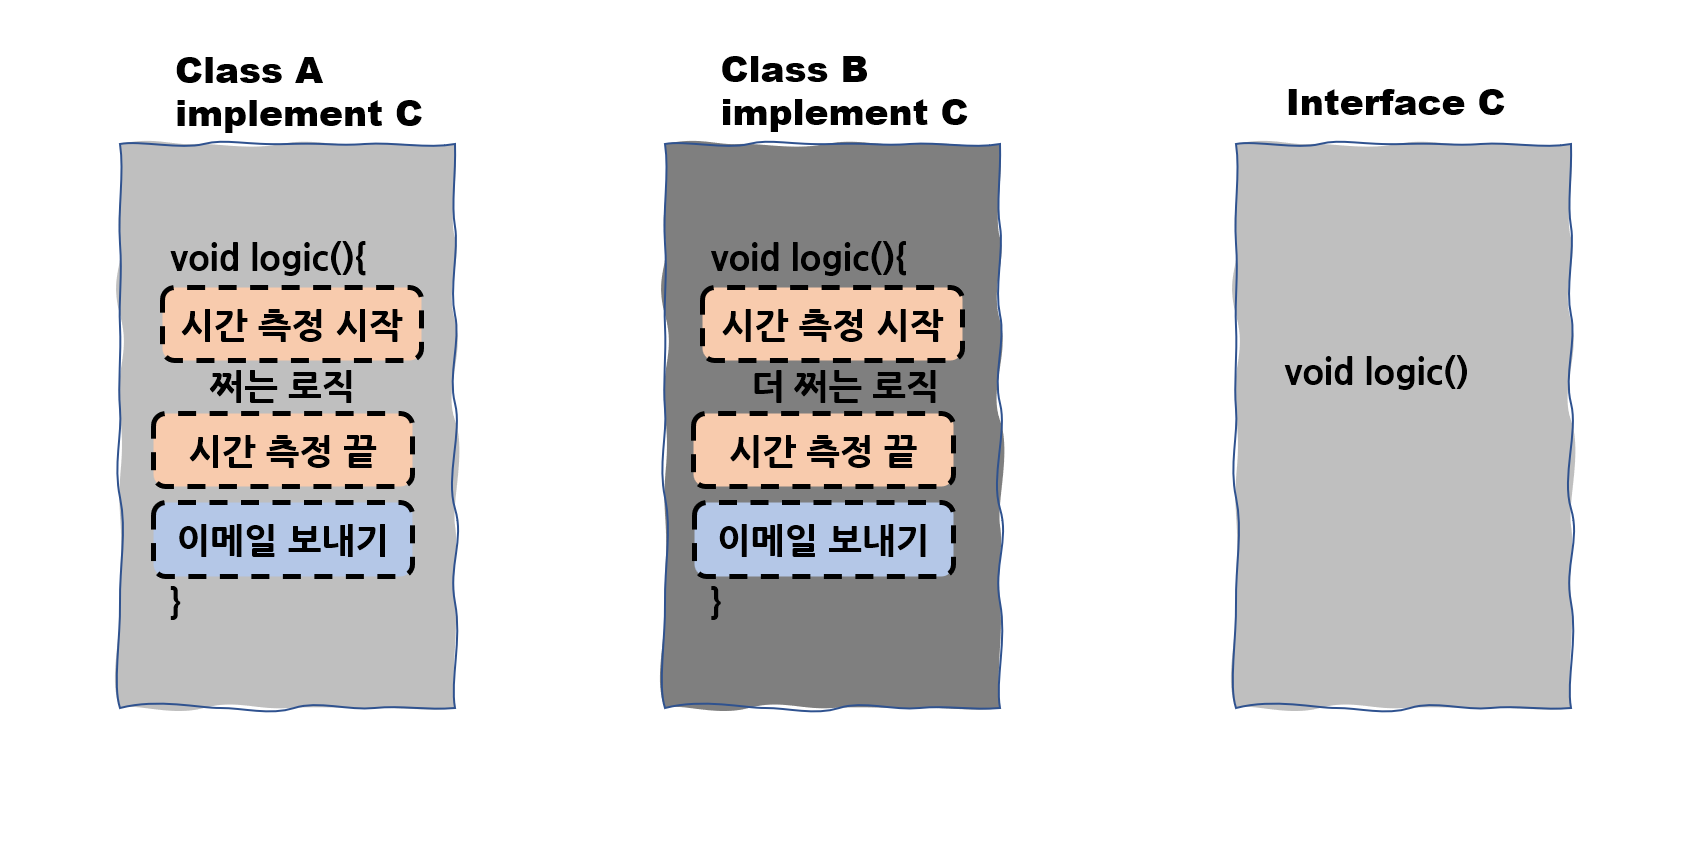 Class A
implement C
void logic(){
시간 측정 시작
쩌는 로직
시간 측정 끝
이메일 보내기
}
Class B
implement C
void logic(){
시간 측정 시작
더 쩌는 로직
시간 측정 끝
이메일 보내기
}
Interface C
void logic()